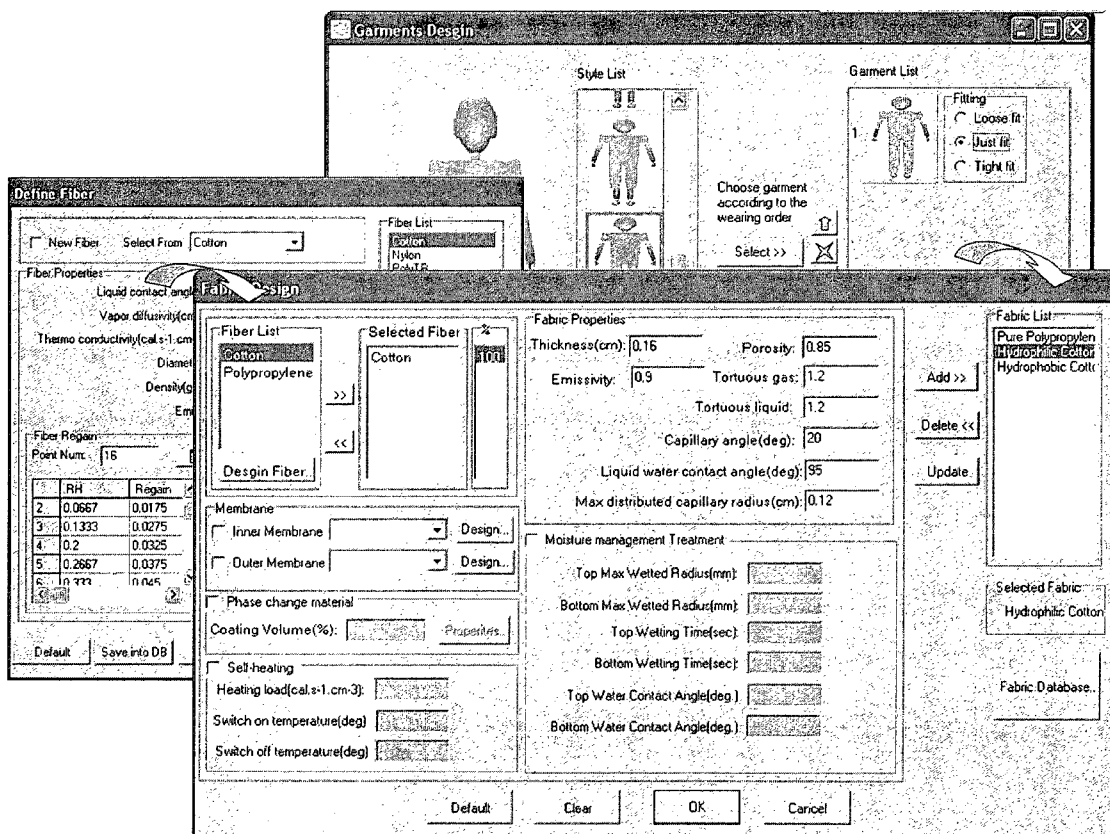 Garments Desgin
Style List
Garment List
1
Fitting
Loose fit
Just fit
Tight fit
Choose garment
according to the
wearing order
Select >>
Define Fiber
New Fiber
Select From
Cotton
Fiber List
Cotton
Nylon
Fiber Properties
Liquid contact angle
Vapor diffusivity(cm
Thermo conductivity(cal.s-1.cm
Diamet
Density(g
Em
Fiber Regain
Point Num:
16
RH Regain
2 0.0667 0.0175
3 0.1333 0.0275
4 0.2 0.0325
5 0.2667 0.0375
6 0.333 0.045
Default
Save into DB
Design
Fiber List
Cotton
Polypropylene
Desgin Fiber..
>>
<<
Selected Fiber
Cotton
%
100
Membrane
Inner Membrane
Design...
Outer Membrane
Design...
Phase change material
Coating Volume(%):
Properites..
Self-heating
Heating load(cal.s-1.cm-3):
Switch on temperature(deg)
Switch off temperature(deg)
Fabric Properties
Thickness(cm): 0.16
Porosity: 0.85
Emissivity: 0.9
Tortuous gas: 1.2
Tortuous liquid: 1.2
Capillary angle(deg): 20
Liquid water contact angle(deg): 95
Max distributed capillary radius(cm): 0.12
Moisture management Treatment
Top Max Wetted Radius(mm):
Bottom Max Wetted Radius(mm):
Top Wetting Time(sec):
Bottom Wetting Time(sec):
Top Water Contact Angle(deg.)
Bottom Water Contact Angle(deg.)
Add >>
Delete <<
Update
Fabric List
Pure Polypropylen
Hydrophilic Cotton
Hydrophobic Cotto
Selected Fabric
Hydrophilic Cotton
Fabric Database..
Default
Clear
OK
Cancel